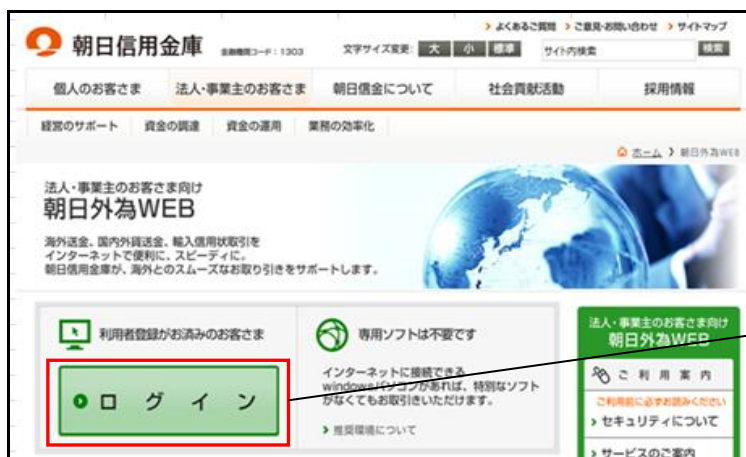 よくあるご質問 ご意見・お問い合わせ サイトマップ
朝日信用金庫 金融機関コード:1303 文字サイズ変更: 大 小 標準 サイト内検索 検索
個人のお客さま 法人・事業主のお客さま 朝日信金について 社会貢献活動 採用情報
経営のサポート 資金の調達 資金の運用 業務の効率化
ホーム 朝日外為WEB
法人・事業主のお客さま向け
朝日外為WEB
海外送金、国内外貨送金、輸入信用状取引を
インターネットで便利に、スピーディに。
朝日信用金庫が、海外とのスムーズなお取り引きをサポートします。
利用者登録がお済みのお客さま
ログイン
専用ソフトは不要です
インターネットに接続できる
windowsパソコンがあれば、特別なソフト
がなくてもお取引きいただけます。
推奨環境について
法人・事業主のお客さま向け
朝日外為WEB
ご利用案内
ご利用前に必ずお読みください
セキュリティについて
サービスのご案内